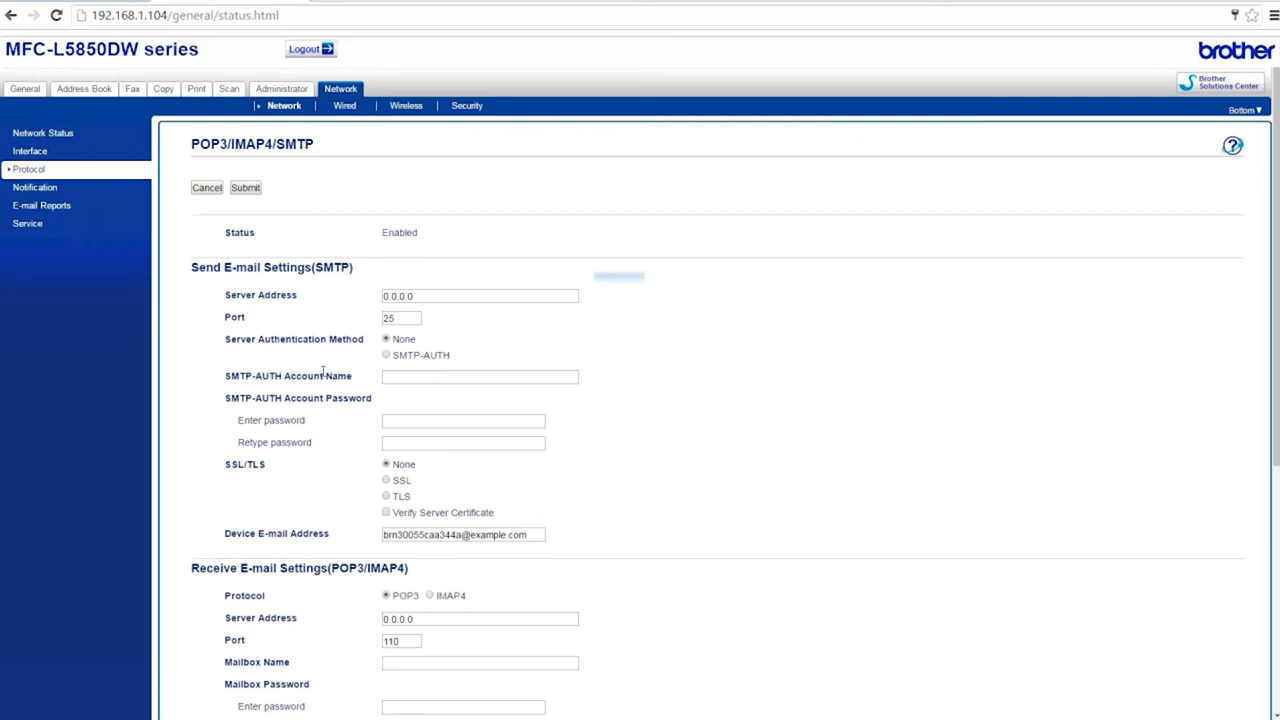 192.168.1.104/general/status.html
MFC-L5850DW series
Logout
brother
General Address Book Fax Copy Print Scan Administrator Network
Brother
Solutions Center
Network Wired Wireless Security
Bottom▼
Network Status
Interface
Protocol
Notification
E-mail Reports
Service
POP3/IMAP4/SMTP
?
Cancel Submit
Status Enabled
Send E-mail Settings(SMTP)
Server Address 0.0.0.0
Port 25
Server Authentication Method None
SMTP-AUTH
SMTP-AUTH Account Name
SMTP-AUTH Account Password
Enter password
Retype password
SSL/TLS None
SSL
TLS
Verify Server Certificate
Device E-mail Address brn30055caa344a@example.com
Receive E-mail Settings(POP3/IMAP4)
Protocol POP3 IMAP4
Server Address 0.0.0.0
Port 110
Mailbox Name
Mailbox Password
Enter password